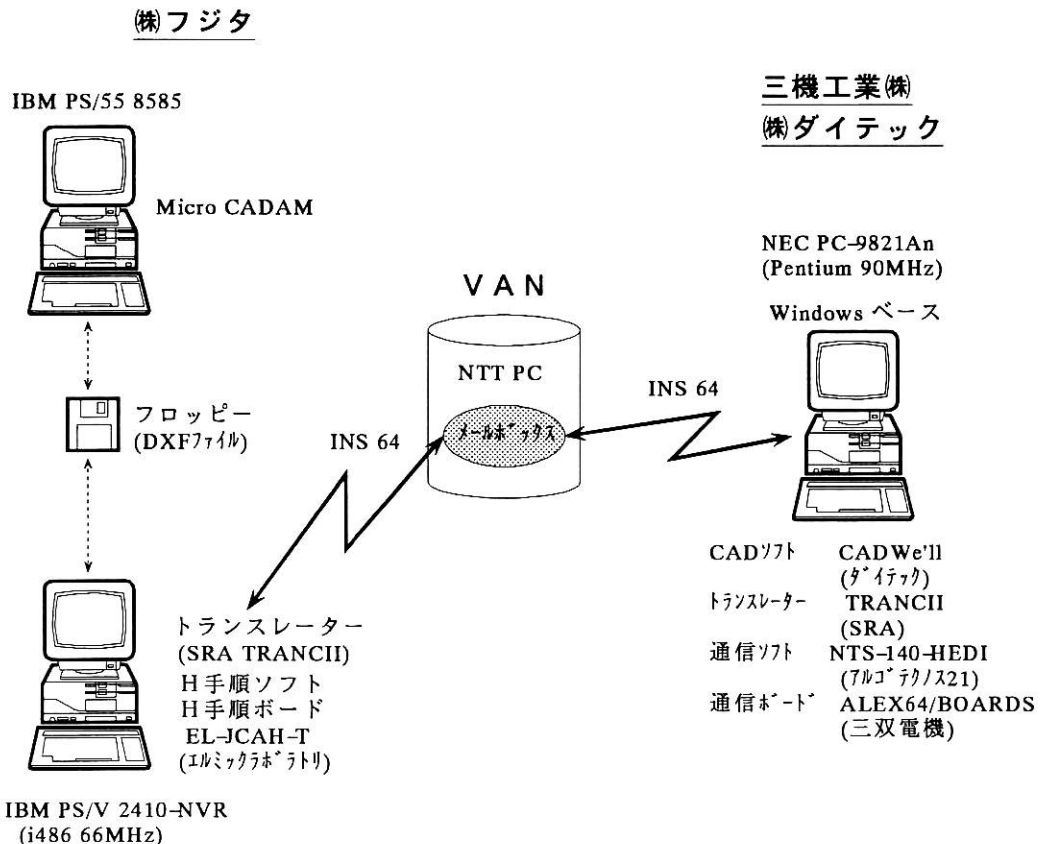 ㈱フジタ
IBM PS/55 8585
Micro CADAM
フロッピー
(DXFﾌｧｲﾙ)
INS 64
トランスレーター
(SRA TRANCII)
H手順ソフト
H手順ボード
EL-JCAH-T
(ｴﾙﾐｯｸﾗﾎﾞﾗﾄﾘ)
IBM PS/V 2410-NVR
(i486 66MHz)
VAN
NTT PC
ﾒｰﾙﾎﾞｯｸｽ
INS 64
三機工業㈱
㈱ダイテック
NEC PC-9821An
(Pentium 90MHz)
Windows ベース
CADｿﾌﾄ CADWe'll
(ﾀﾞｲﾃｯｸ)
ﾄﾗﾝｽﾚｰﾀｰ TRANCII
(SRA)
通信ｿﾌﾄ NTS-140-HEDI
(ｱﾙｺﾞﾃｸﾉｽ21)
通信ﾎﾞｰﾄﾞ ALEX64/BOARDS
(三双電機)